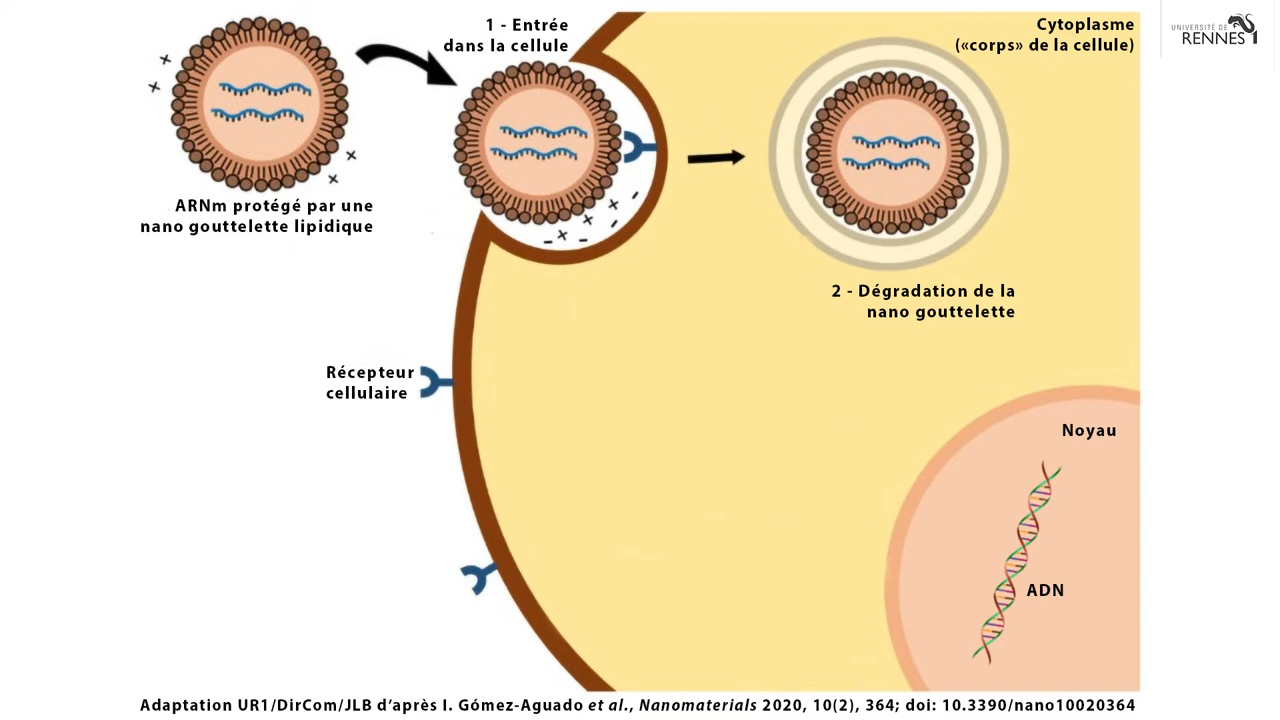 1 - Entrée
dans la cellule
Cytoplasme
(«corps» de la cellule)
UNIVERSITÉ DE
RENNES 1
ARNm protégé par une
nano gouttelette lipidique
2 - Dégradation de la
nano gouttelette
Récepteur
cellulaire
Noyau
ADN
Adaptation UR1/DirCom/JLB d’après I. Gómez-Aguado et al., Nanomaterials 2020, 10(2), 364; doi: 10.3390/nano10020364